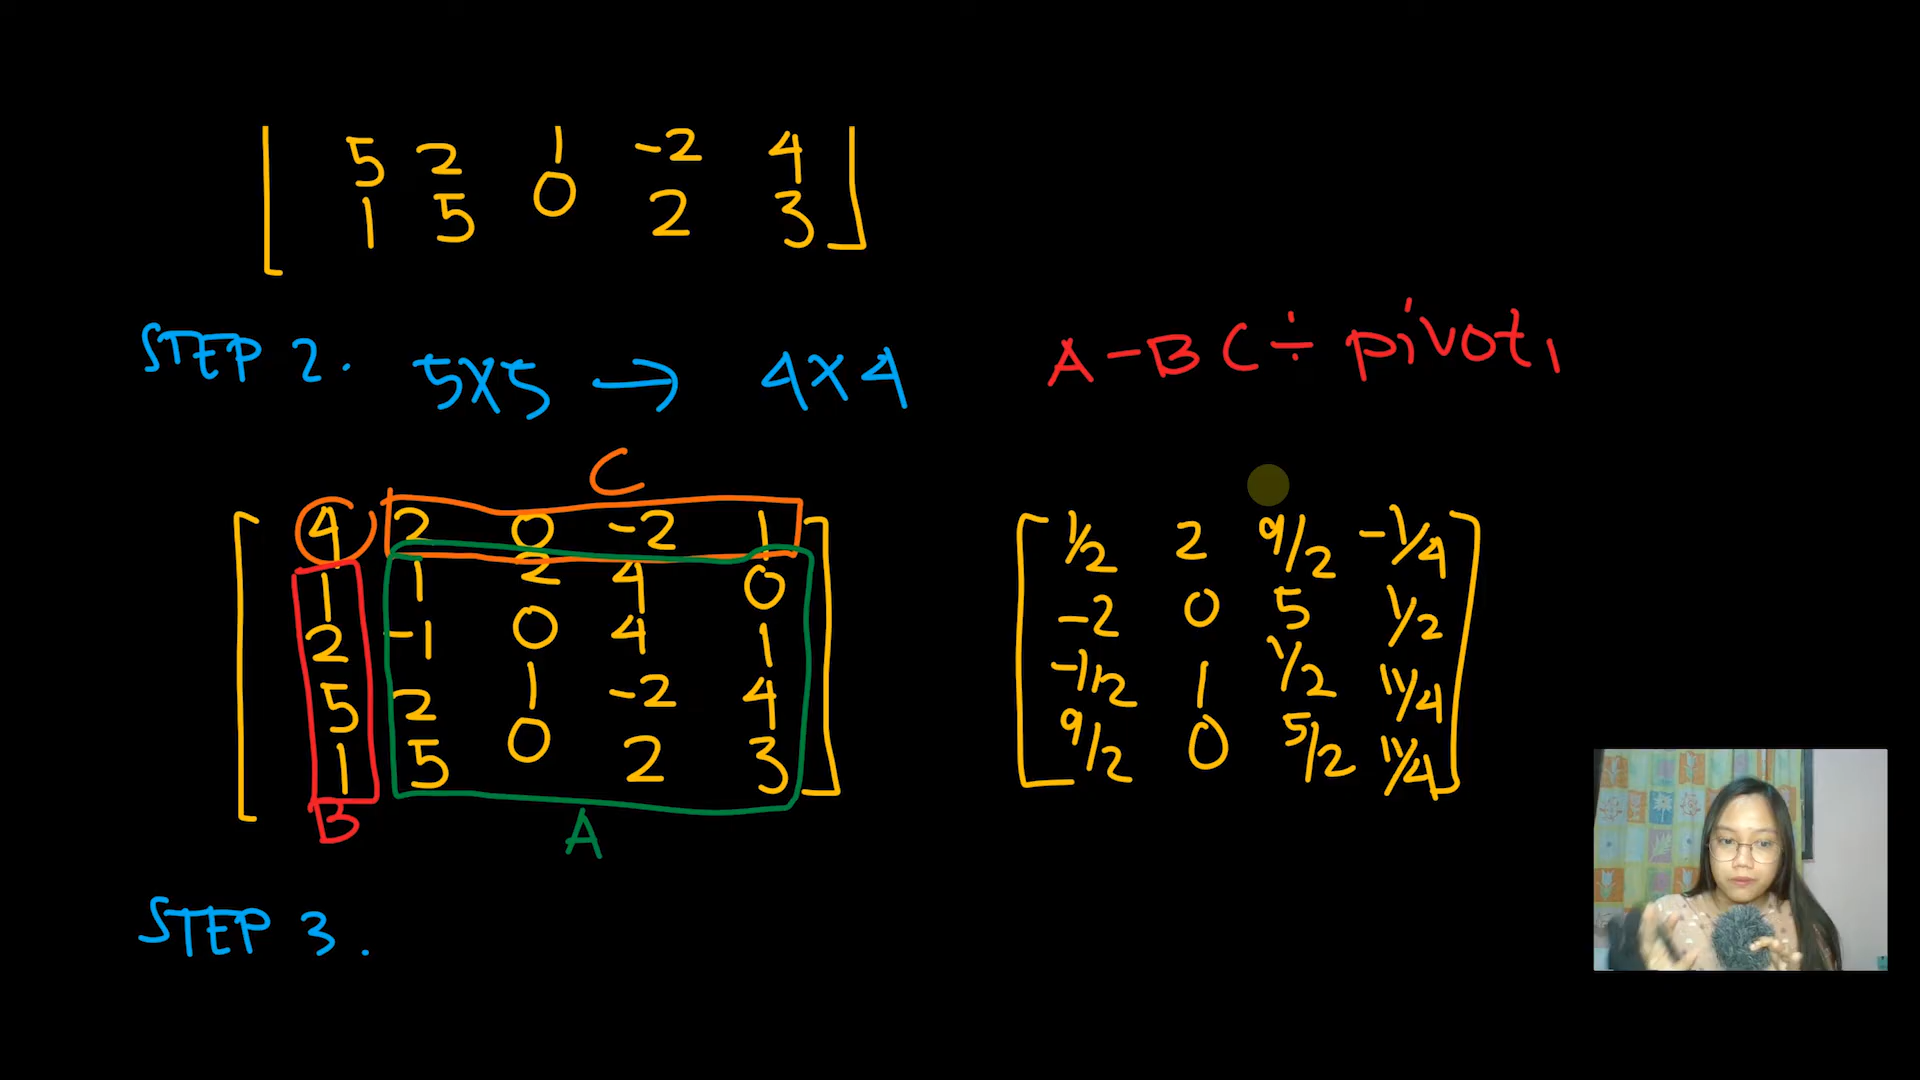 5 2 1 -2 4
1 5 0 2 3
STEP 2. 5X5 → 4X4
A - B C ÷ pivot1
C
4 2 0 -2 1
1 1 2 4 0
2 -1 0 4 1
5 2 1 -2 4
1 5 0 2 3
B
A
1/2 2 9/2 -1/4
-2 0 5 1/2
-1/2 1 1/2 11/4
9/2 0 5/2 11/4
STEP 3.